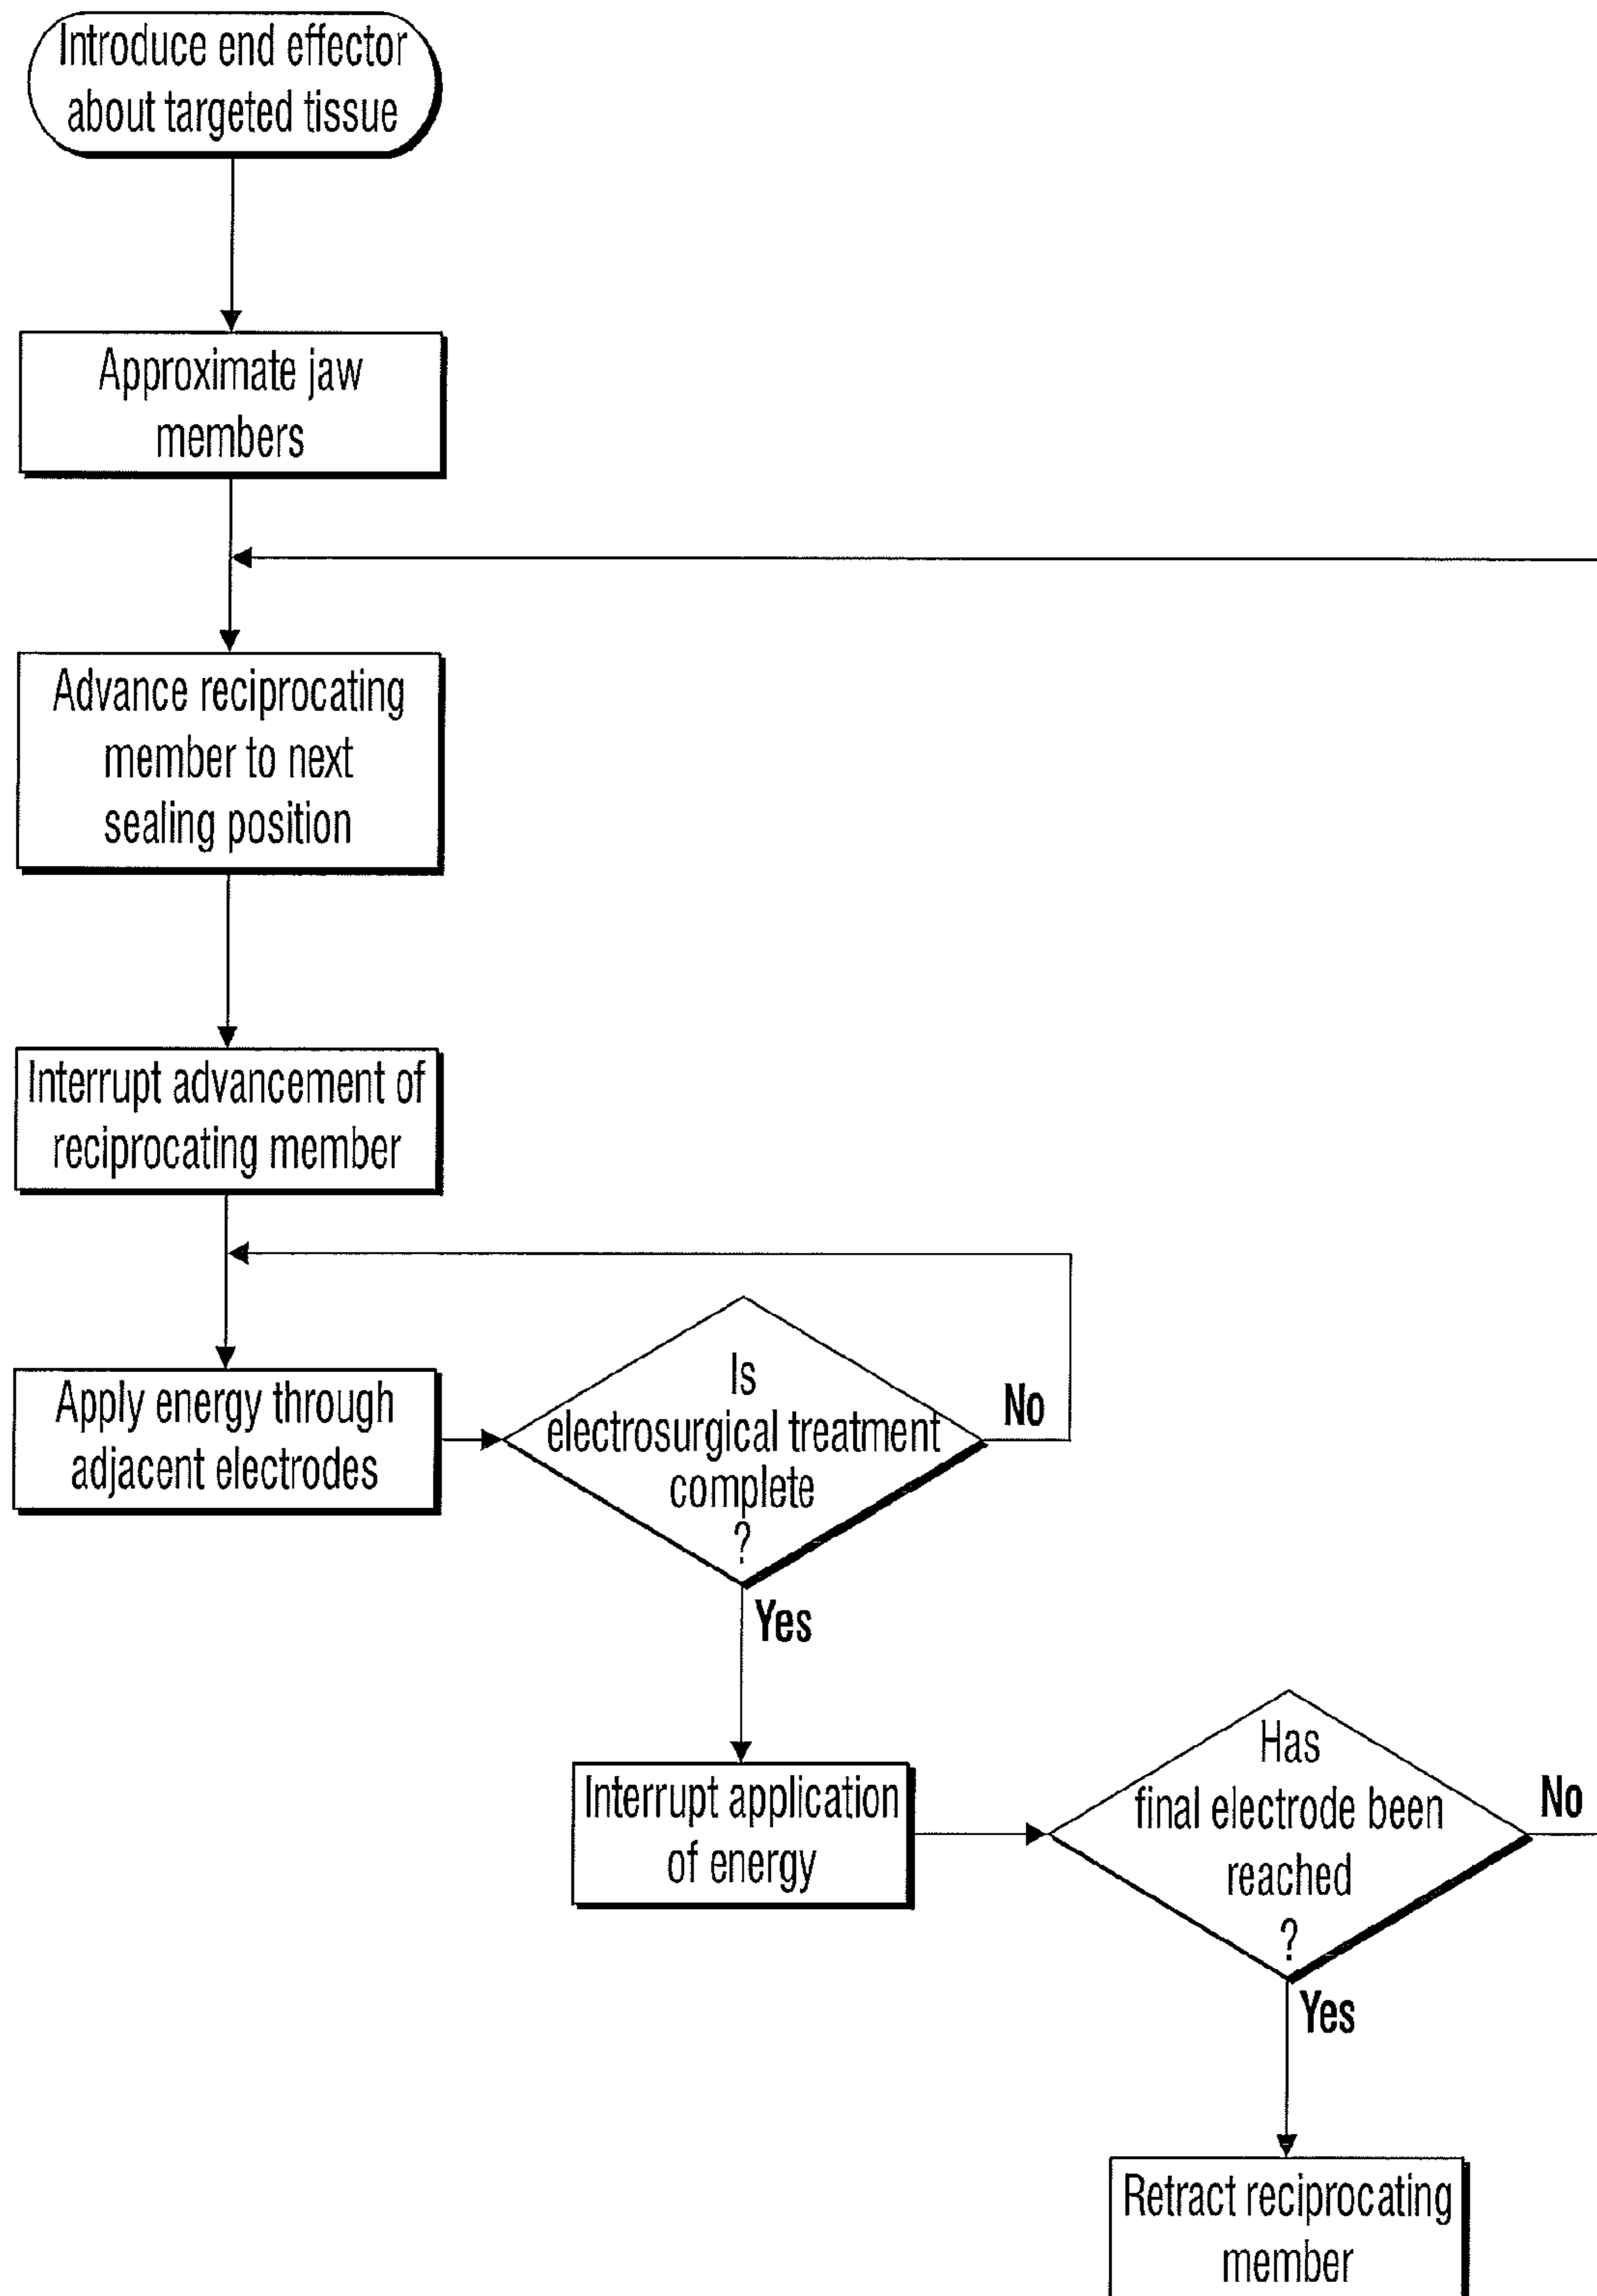 Introduce end effector
about targeted tissue
Approximate jaw
members
Advance reciprocating
member to next
sealing position
Interrupt advancement of
reciprocating member
Apply energy through
adjacent electrodes
Is
electrosurgical treatment
complete
?
No
Yes
Interrupt application
of energy
Has
final electrode been
reached
?
No
Yes
Retract reciprocating
member